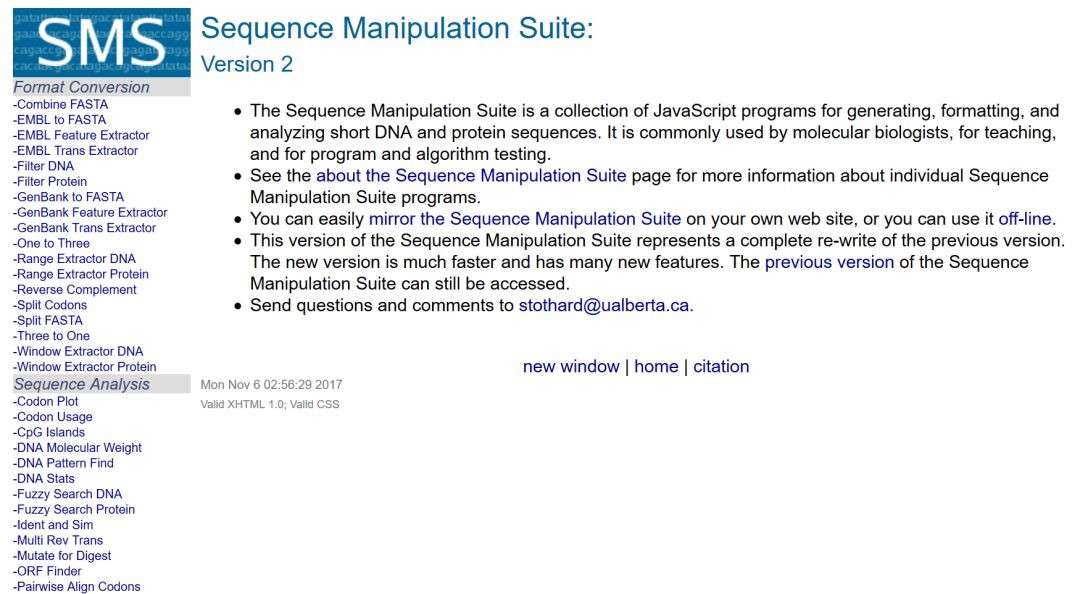 SMS
Format Conversion
-Combine FASTA
-EMBL to FASTA
-EMBL Feature Extractor
-EMBL Trans Extractor
-Filter DNA
-Filter Protein
-GenBank to FASTA
-GenBank Feature Extractor
-GenBank Trans Extractor
-One to Three
-Range Extractor DNA
-Range Extractor Protein
-Reverse Complement
-Split Codons
-Split FASTA
-Three to One
-Window Extractor DNA
-Window Extractor Protein
Sequence Analysis
-Codon Plot
-Codon Usage
-CpG Islands
-DNA Molecular Weight
-DNA Pattern Find
-DNA Stats
-Fuzzy Search DNA
-Fuzzy Search Protein
-Ident and Sim
-Multi Rev Trans
-Mutate for Digest
-ORF Finder
-Pairwise Align Codons
Sequence Manipulation Suite:
Version 2
• The Sequence Manipulation Suite is a collection of JavaScript programs for generating, formatting, and
analyzing short DNA and protein sequences. It is commonly used by molecular biologists, for teaching,
and for program and algorithm testing.
• See the about the Sequence Manipulation Suite page for more information about individual Sequence
Manipulation Suite programs.
• You can easily mirror the Sequence Manipulation Suite on your own web site, or you can use it off-line.
• This version of the Sequence Manipulation Suite represents a complete re-write of the previous version.
The new version is much faster and has many new features. The previous version of the Sequence
Manipulation Suite can still be accessed.
• Send questions and comments to stothard@ualberta.ca.
new window | home | citation
Mon Nov 6 02:56:29 2017
Valid XHTML 1.0; Valid CSS